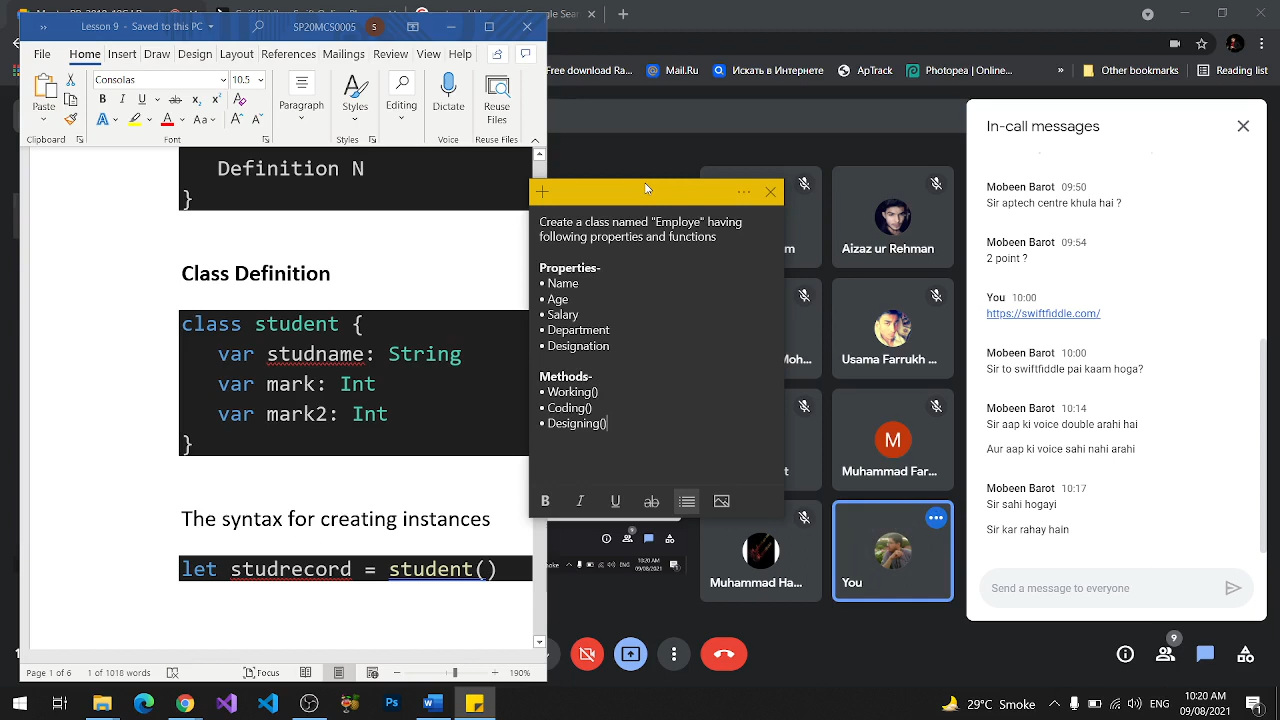 Lesson 9 - Saved to this PC
SP20MCS0005
S
File Home Insert Draw Design Layout References Mailings Review View Help
Consolas 10.5
Paste
Paragraph
Styles
Editing
Dictate
Reuse
Files
Clipboard
Font
Styles
Voice
Reuse Files
Definition N
}
Class Definition
class student {
var studname: String
var mark: Int
var mark2: Int
}
The syntax for creating instances
let studrecord = student()
Page 1 of 6 1 of 1018 words Focus 190%
Create a class named "Employe" having
following properties and functions
Properties-
• Name
• Age
• Salary
• Department
• Designation
Methods-
• Working()
• Coding()
• Designing()
Free download Ra... Mail.Ru Искать в Интернете ApTrack Photopea | Online... » Other bookmarks Reading list
Aizaz ur Rehman
Usama Farrukh ...
M
Muhammad Far...
Muhammad Ha...
You
In-call messages
Mobeen Barot 09:50
Sir aptech centre khula hai ?
Mobeen Barot 09:54
2 point ?
You 10:00
https://swiftfiddle.com/
Mobeen Barot 10:00
Sir to swiftfiddle pai kaam hoga?
Mobeen Barot 10:14
Sir aap ki voice double arahi hai
Aur aap ki voice sahi nahi arahi
Mobeen Barot 10:17
Sir sahi hogayi
Sir kar rahay hain
Send a message to everyone
9
29°C Smoke
ENG
10:20 AM
09/08/2021